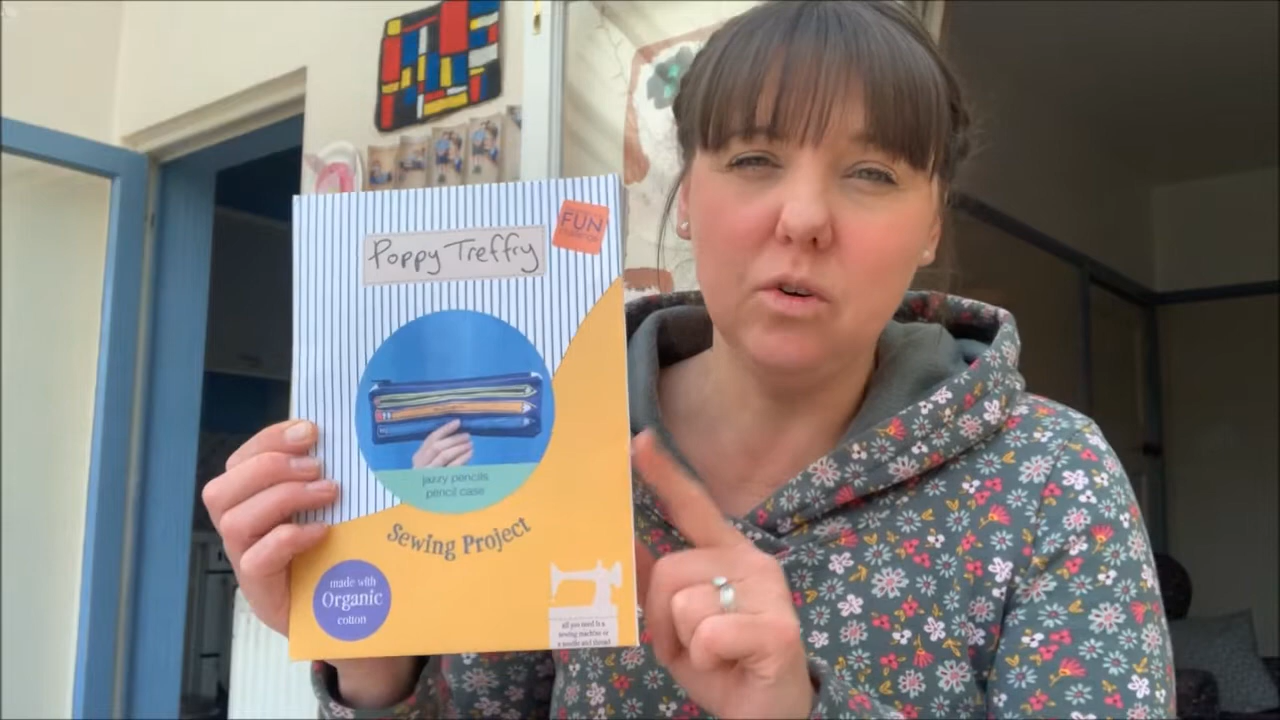 FUN
Poppy Treffry
jazzy pencils
pencil case
Sewing Project
made with
Organic
cotton
all you need is a
sewing machine or
a needle and thread